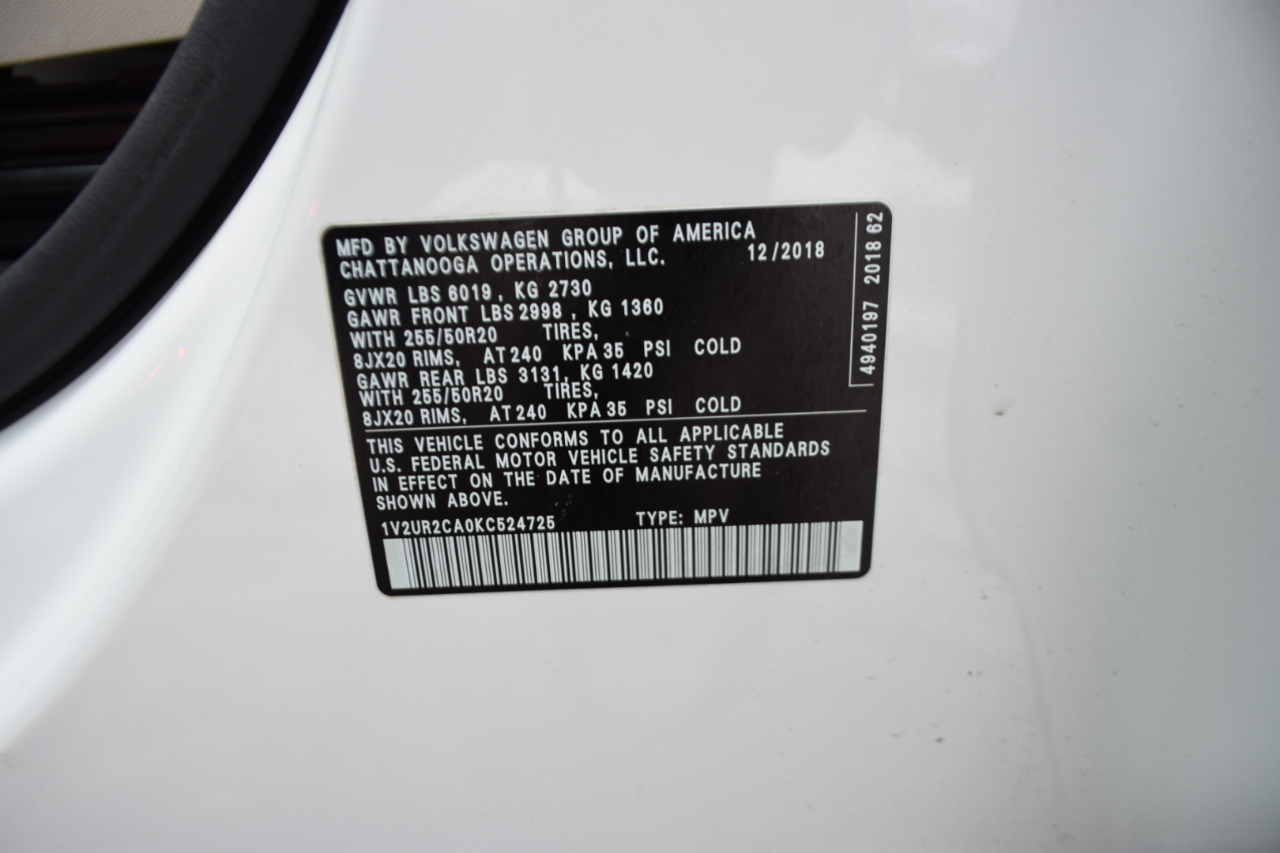 MFD BY VOLKSWAGEN GROUP OF AMERICA
CHATTANOOGA OPERATIONS, LLC. 12/2018
GVWR LBS 6019, KG 2730
GAWR FRONT LBS 2998, KG 1360
WITH 255/50R20 TIRES,
8JX20 RIMS, AT 240 KPA 35 PSI COLD
GAWR REAR LBS 3131, KG 1420
WITH 255/50R20 TIRES,
8JX20 RIMS, AT 240 KPA 35 PSI COLD
THIS VEHICLE CONFORMS TO ALL APPLICABLE
U.S. FEDERAL MOTOR VEHICLE SAFETY STANDARDS
IN EFFECT ON THE DATE OF MANUFACTURE
SHOWN ABOVE.
1V2UR2CA0KC524725 TYPE: MPV
4940197 2018 62